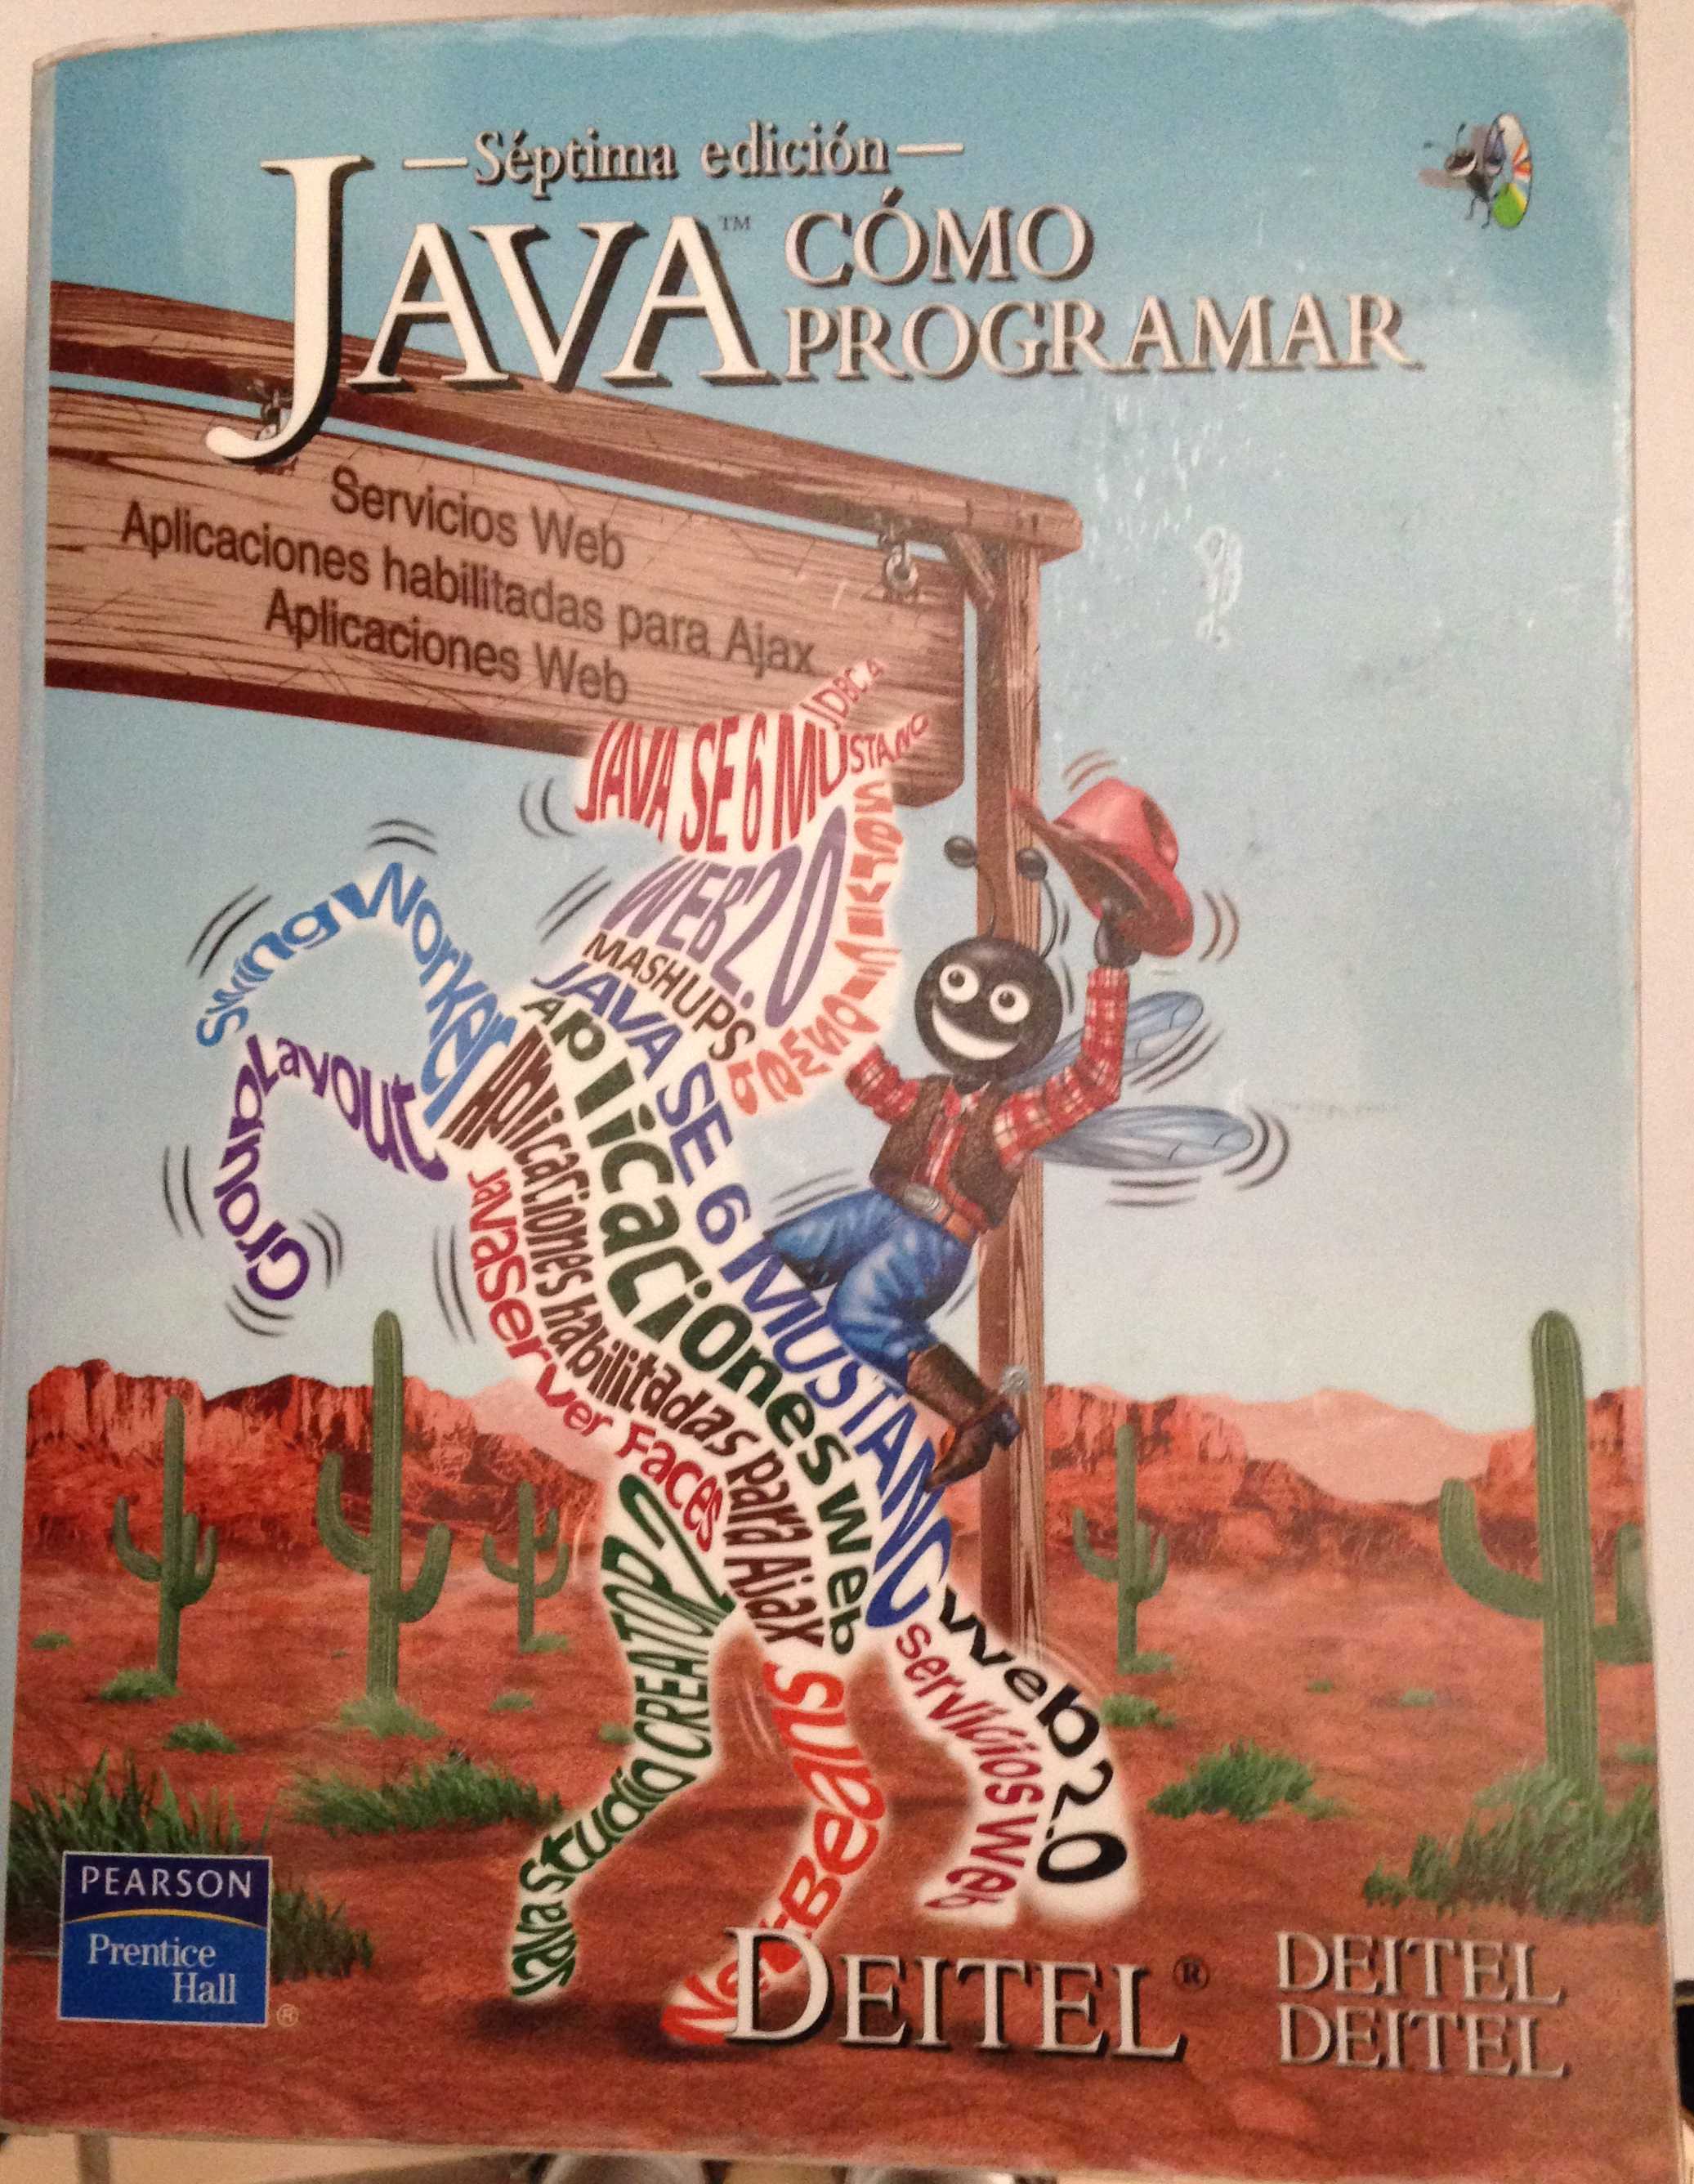 Séptima edición
JAVA™ CÓMO
PROGRAMAR
Servicios Web
Aplicaciones habilitadas para Ajax
Aplicaciones Web
JDBC 4
JAVA SE 6 MUSTANG
WEB 2.0
MASHUPS
JAVA SE 6 MUSTANG
Aplicaciones web
Aplicaciones habilitadas para Ajax
JavaServer Faces
SwingWorker
GroupLayout
Java Studio CREATOR 2
NetBeans
servicios web
web 2.0
PEARSON
Prentice
Hall
®
DEITEL®
DEITEL
DEITEL